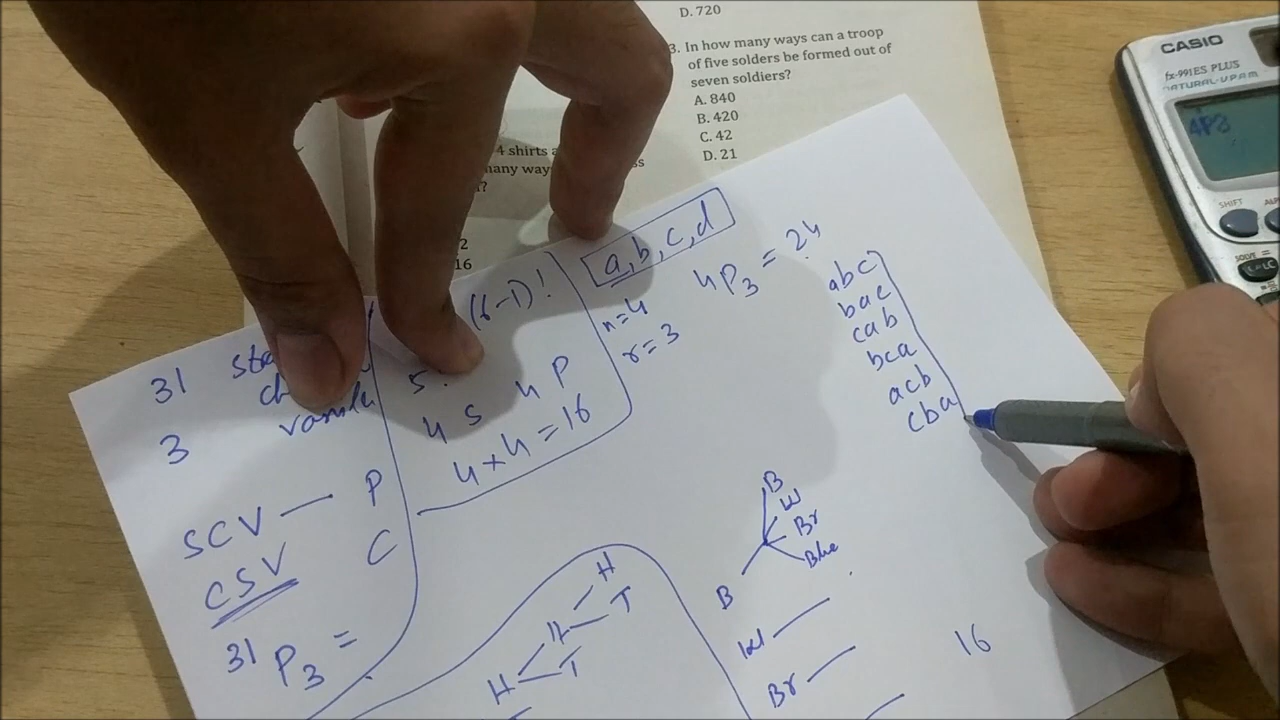 D. 720
3. In how many ways can a troop
of five solders be formed out of
seven soldiers?
A. 840
B. 420
C. 42
D. 21
4 shirts
many way
2
16
CASIO
fx-991ES PLUS
NATURAL-V.P.A.M.
4P3
SHIFT
SOLVE =
CALC
31
3
SCV — P
CSV C
31 P3 =
(6-1)!
5
4 S 4 P
4 × 4 = 16
a, b, c, d
n = 4
r = 3
4P3 = 24
abc
bac
cab
bca
acb
cba
H
H T
H T
B
W
Br
Blue
B
W
Br
16